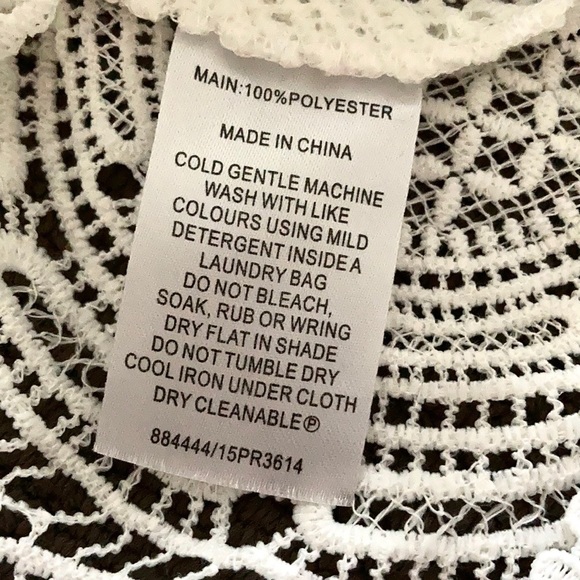 MAIN:100%POLYESTER
MADE IN CHINA
COLD GENTLE MACHINE
WASH WITH LIKE
COLOURS USING MILD
DETERGENT INSIDE A
LAUNDRY BAG
DO NOT BLEACH,
SOAK, RUB OR WRING
DRY FLAT IN SHADE
DO NOT TUMBLE DRY
COOL IRON UNDER CLOTH
DRY CLEANABLE Ⓟ
884444/15PR3614